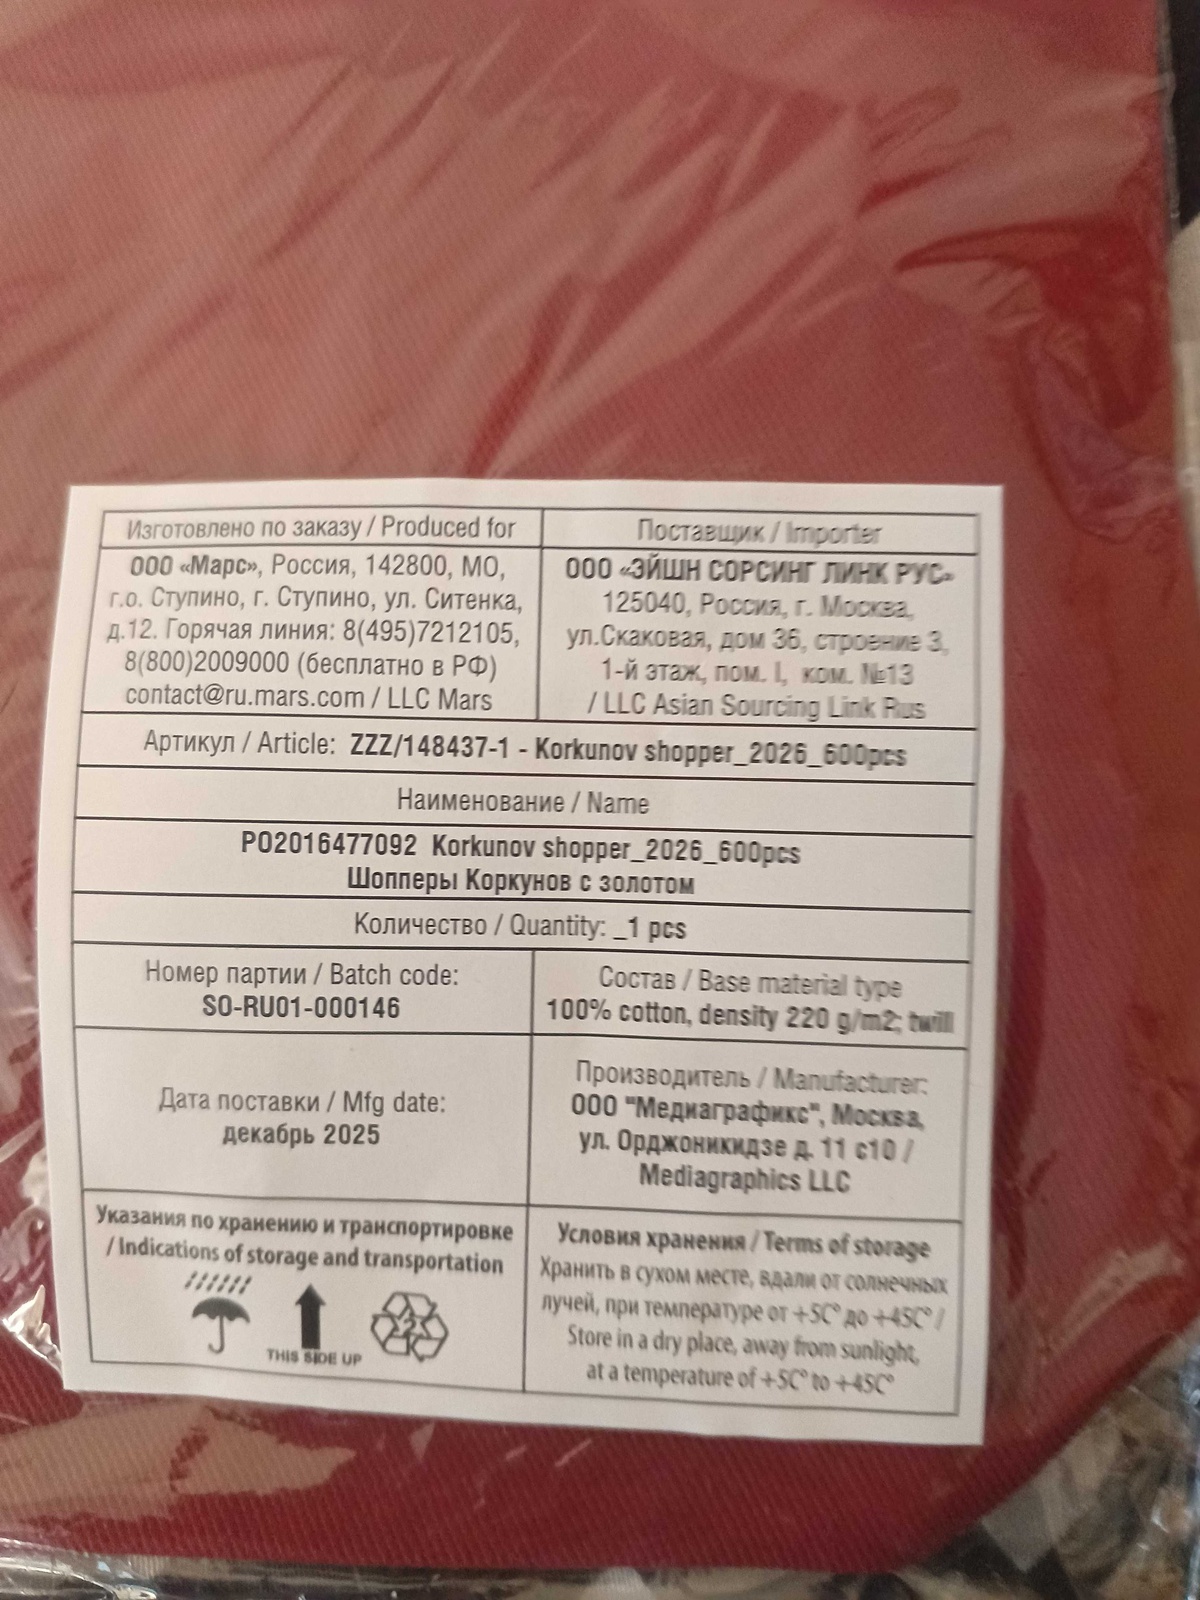 Изготовлено по заказу / Produced for
ООО «Марс», Россия, 142800, МО,
г.о. Ступино, г. Ступино, ул. Ситенка,
д.12. Горячая линия: 8(495)7212105,
8(800)2009000 (бесплатно в РФ)
contact@ru.mars.com / LLC Mars
Поставщик / Importer
ООО «ЭЙШН СОРСИНГ ЛИНК РУС»
125040, Россия, г. Москва,
ул.Скаковая, дом 36, строение 3,
1-й этаж, пом. I, ком. №13
/ LLC Asian Sourcing Link Rus
Артикул / Article: ZZZ/148437-1 - Korkunov shopper_2026_600pcs
Наименование / Name
PO2016477092 Korkunov shopper_2026_600pcs
Шопперы Коркунов с золотом
Количество / Quantity: _1 pcs
Номер партии / Batch code:
SO-RU01-000146
Состав / Base material type
100% cotton, density 220 g/m2; twill
Дата поставки / Mfg date:
декабрь 2025
Производитель / Manufacturer:
ООО "Медиаграфикс", Москва,
ул. Орджоникидзе д. 11 с10 /
Mediagraphics LLC
Указания по хранению и транспортировке
/ Indications of storage and transportation
THIS SIDE UP
Условия хранения / Terms of storage
Хранить в сухом месте, вдали от солнечных
лучей, при температуре от +5C° до +45C° /
Store in a dry place, away from sunlight,
at a temperature of +5C° to +45C°